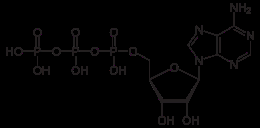 NH₂
O O O N N
HO P O P O P O N N
OH OH OH O
OH OH